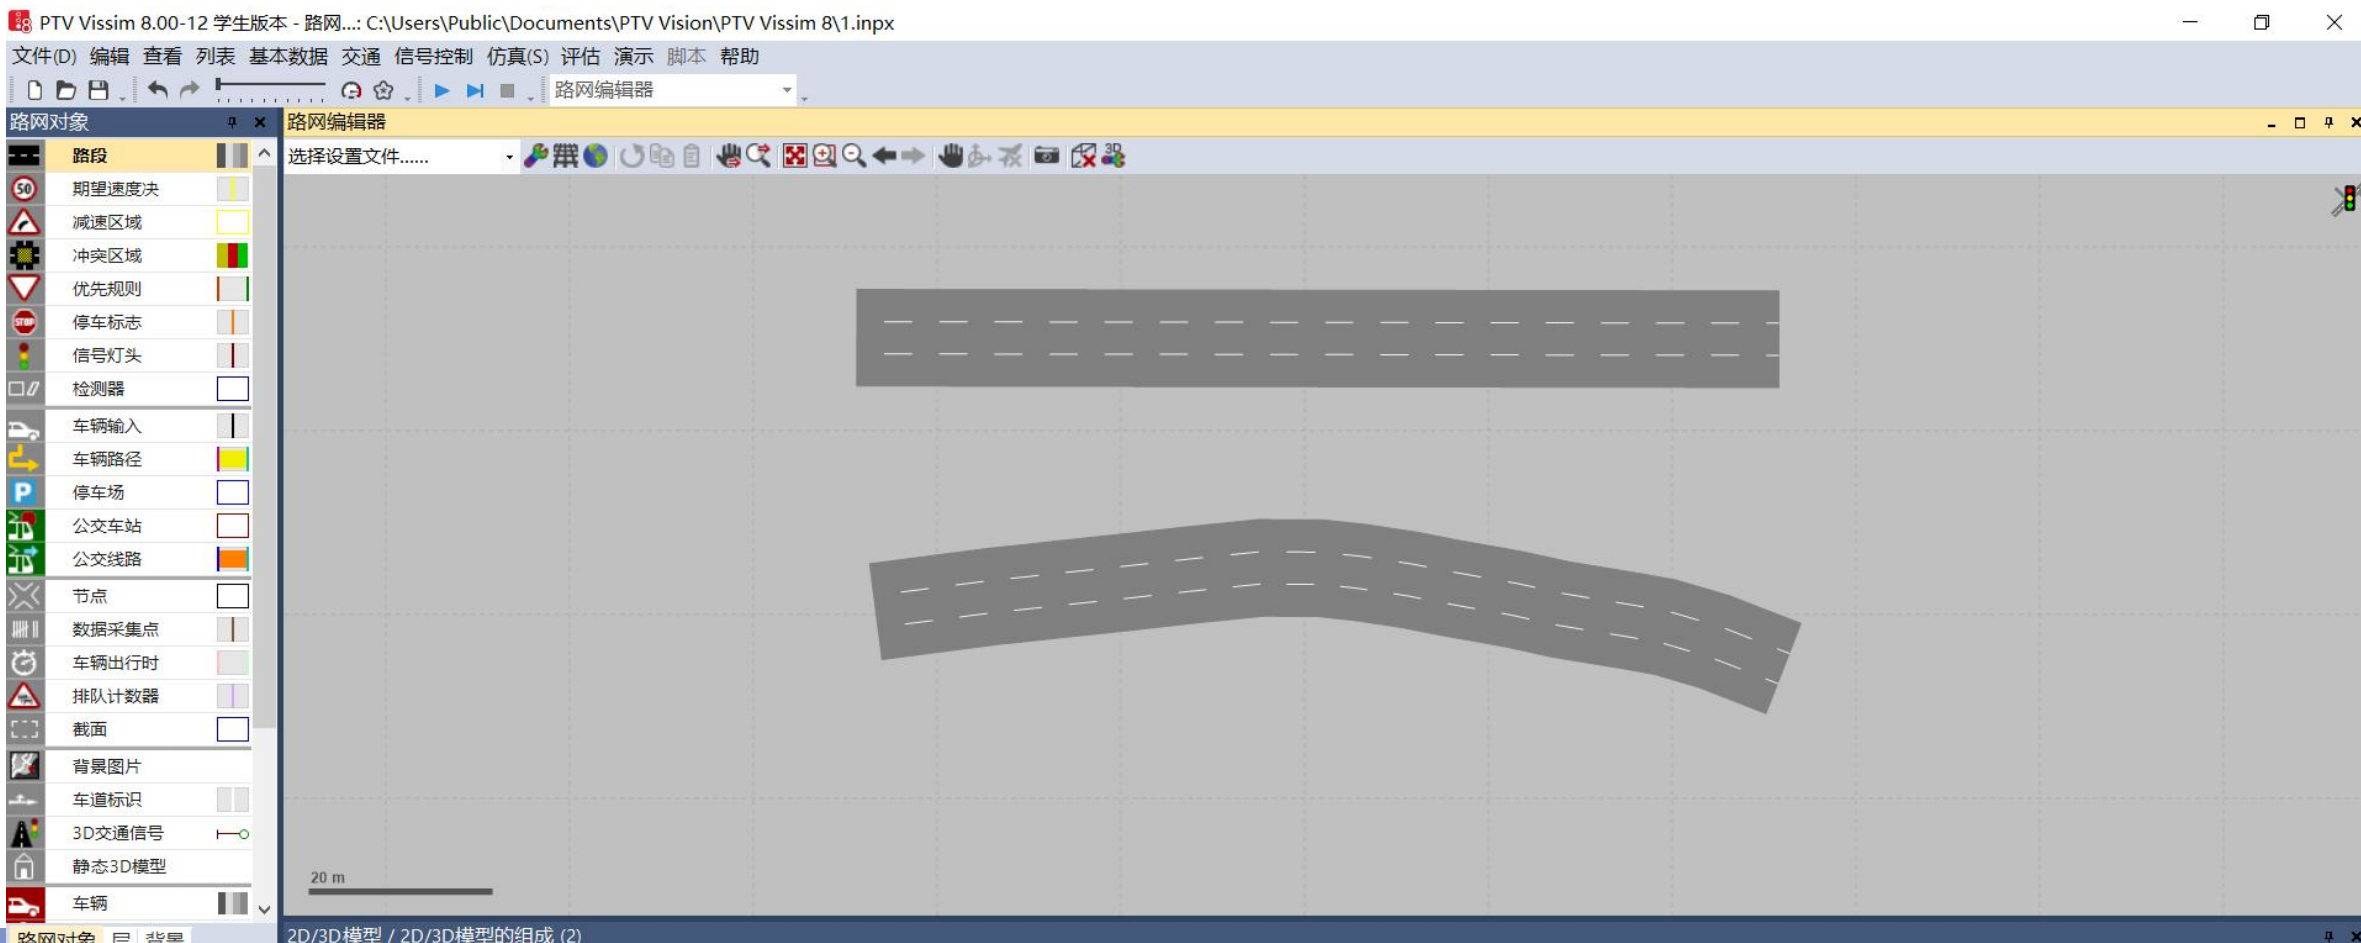 PTV Vissim 8.00-12 学生版本 - 路网...: C:\Users\Public\Documents\PTV Vision\PTV Vissim 8\1.inpx
文件(D) 编辑 查看 列表 基本数据 交通 信号控制 仿真(S) 评估 演示 脚本 帮助
路网编辑器
路网对象
路网编辑器
选择设置文件......
路段
50 期望速度决
减速区域
冲突区域
优先规则
STOP 停车标志
信号灯头
检测器
车辆输入
车辆路径
P 停车场
公交车站
公交线路
节点
数据采集点
车辆出行时
排队计数器
截面
背景图片
车道标识
3D交通信号
静态3D模型
车辆
3D
20 m
路网对象 层 背景
2D/3D模型 / 2D/3D模型的组成 (2)